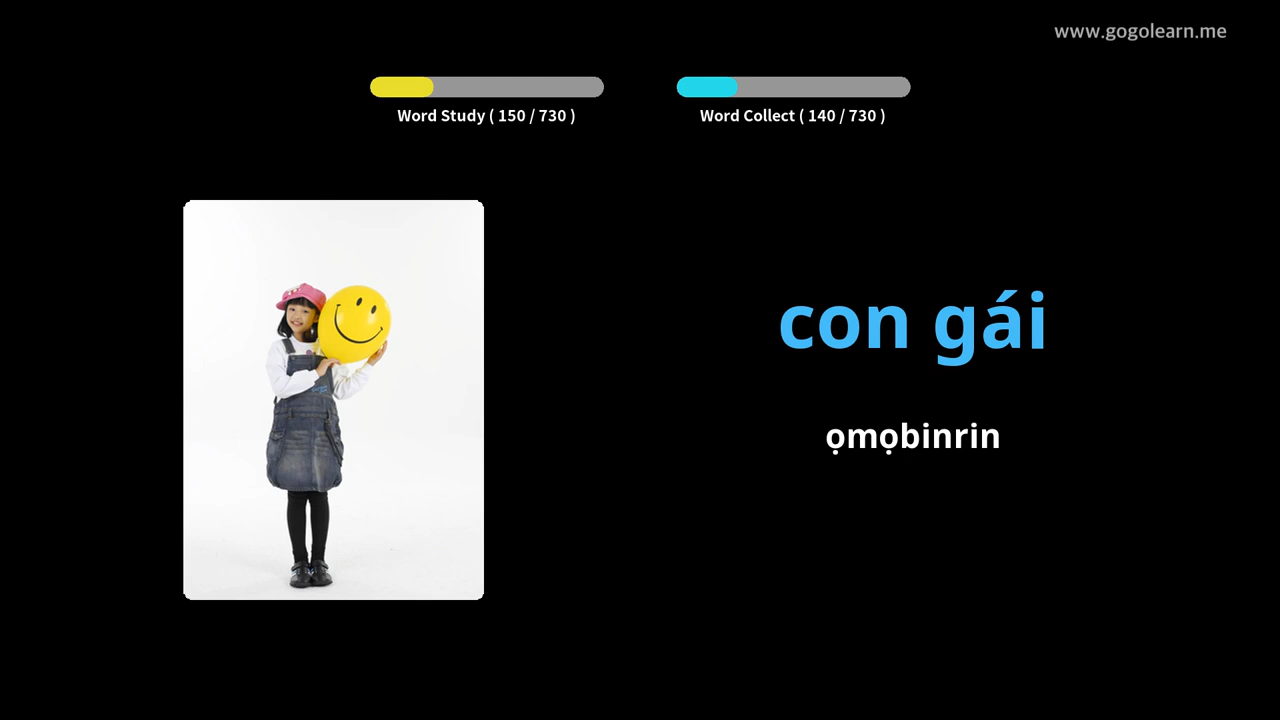 www.gogolearn.me
Word Study ( 150 / 730 )
Word Collect ( 140 / 730 )
con gái
ọmọbinrin